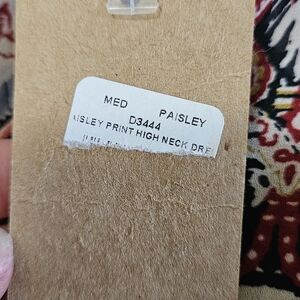 MED PAISLEY
D3444
AISLEY PRINT HIGH NECK DRE